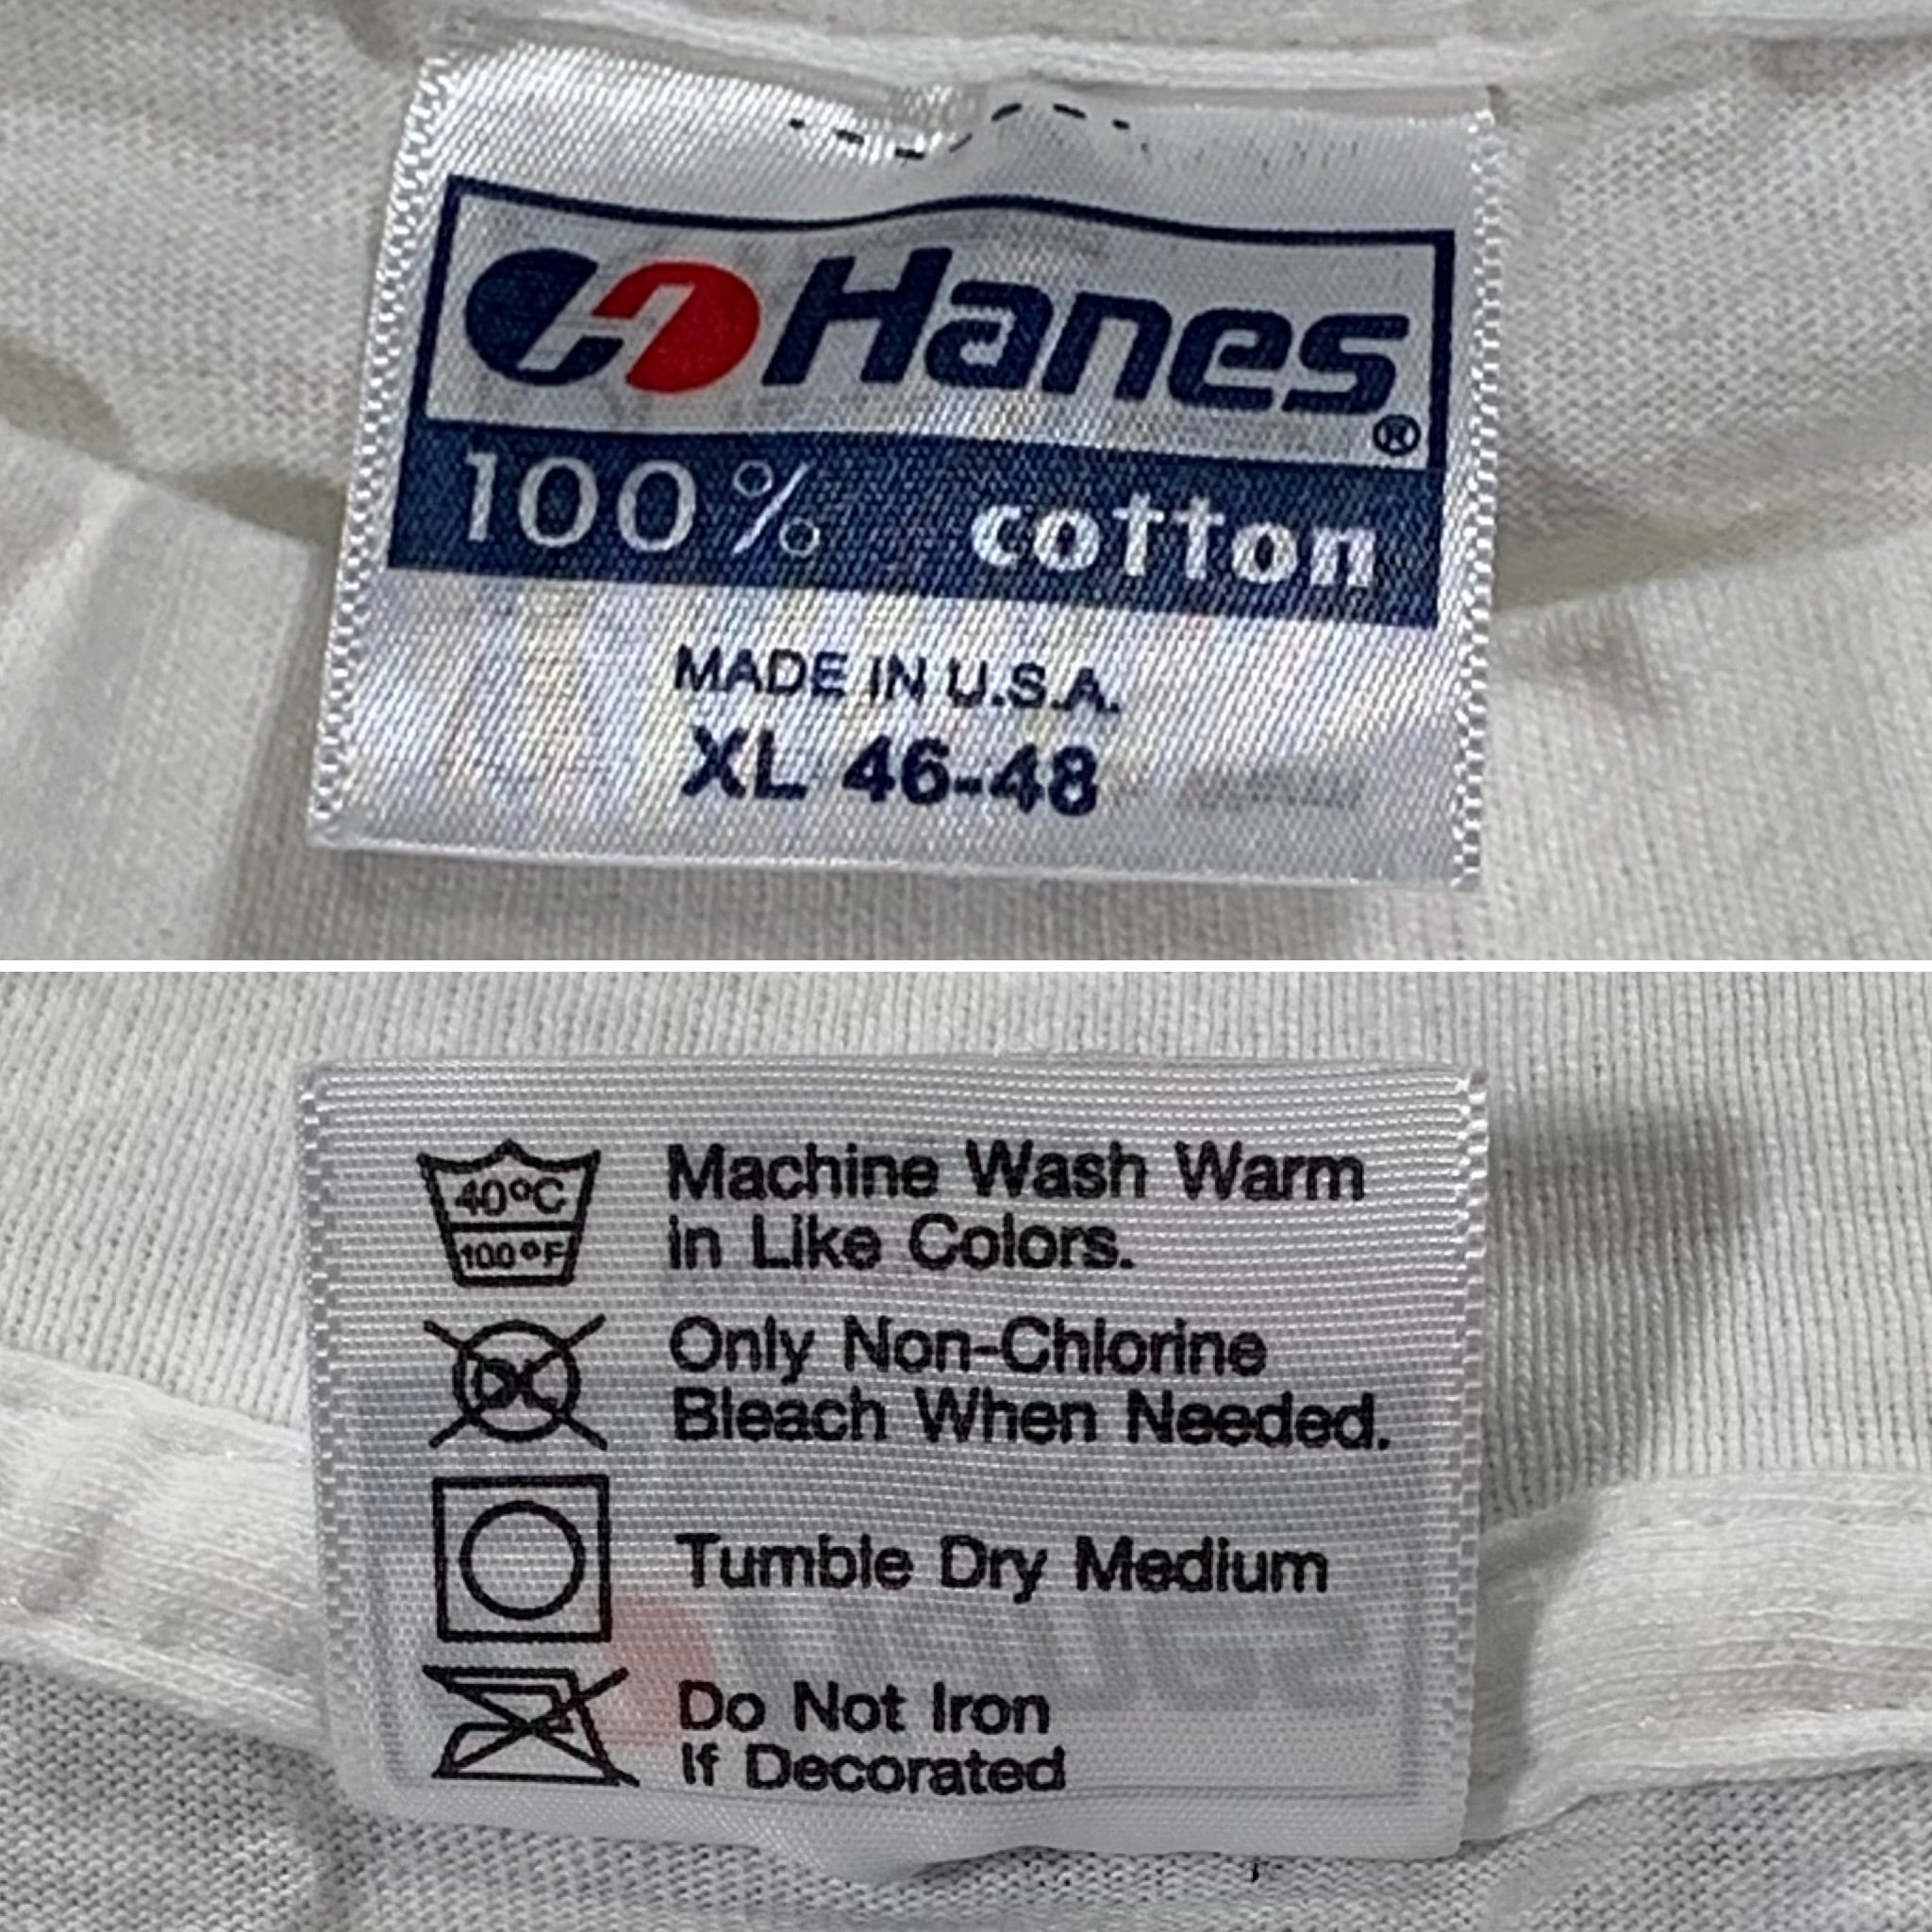 Hanes®
100% cotton
MADE IN U.S.A.
XL 46-48
40°C
100°F
Machine Wash Warm
in Like Colors.
Only Non-Chlorine
Bleach When Needed.
Tumble Dry Medium
Do Not Iron
If Decorated